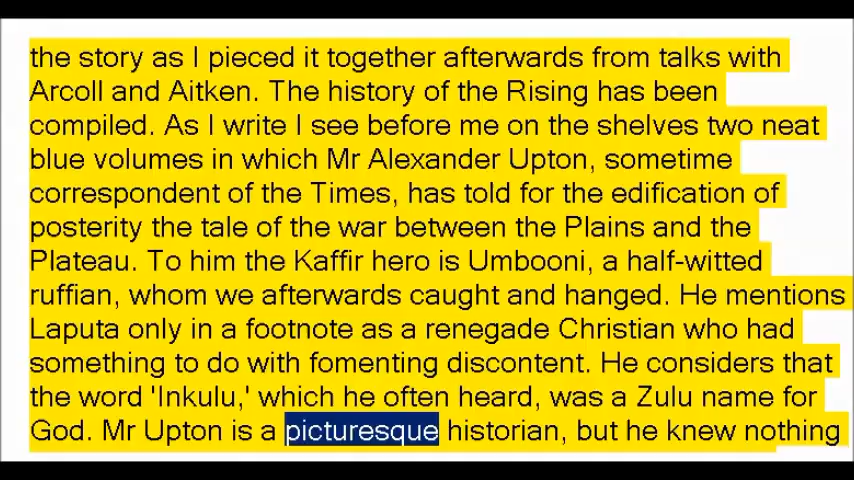 the story as I pieced it together afterwards from talks with
Arcoll and Aitken. The history of the Rising has been
compiled. As I write I see before me on the shelves two neat
blue volumes in which Mr Alexander Upton, sometime
correspondent of the Times, has told for the edification of
posterity the tale of the war between the Plains and the
Plateau. To him the Kaffir hero is Umbooni, a half-witted
ruffian, whom we afterwards caught and hanged. He mentions
Laputa only in a footnote as a renegade Christian who had
something to do with fomenting discontent. He considers that
the word 'Inkulu,' which he often heard, was a Zulu name for
God. Mr Upton is a picturesque historian, but he knew nothing